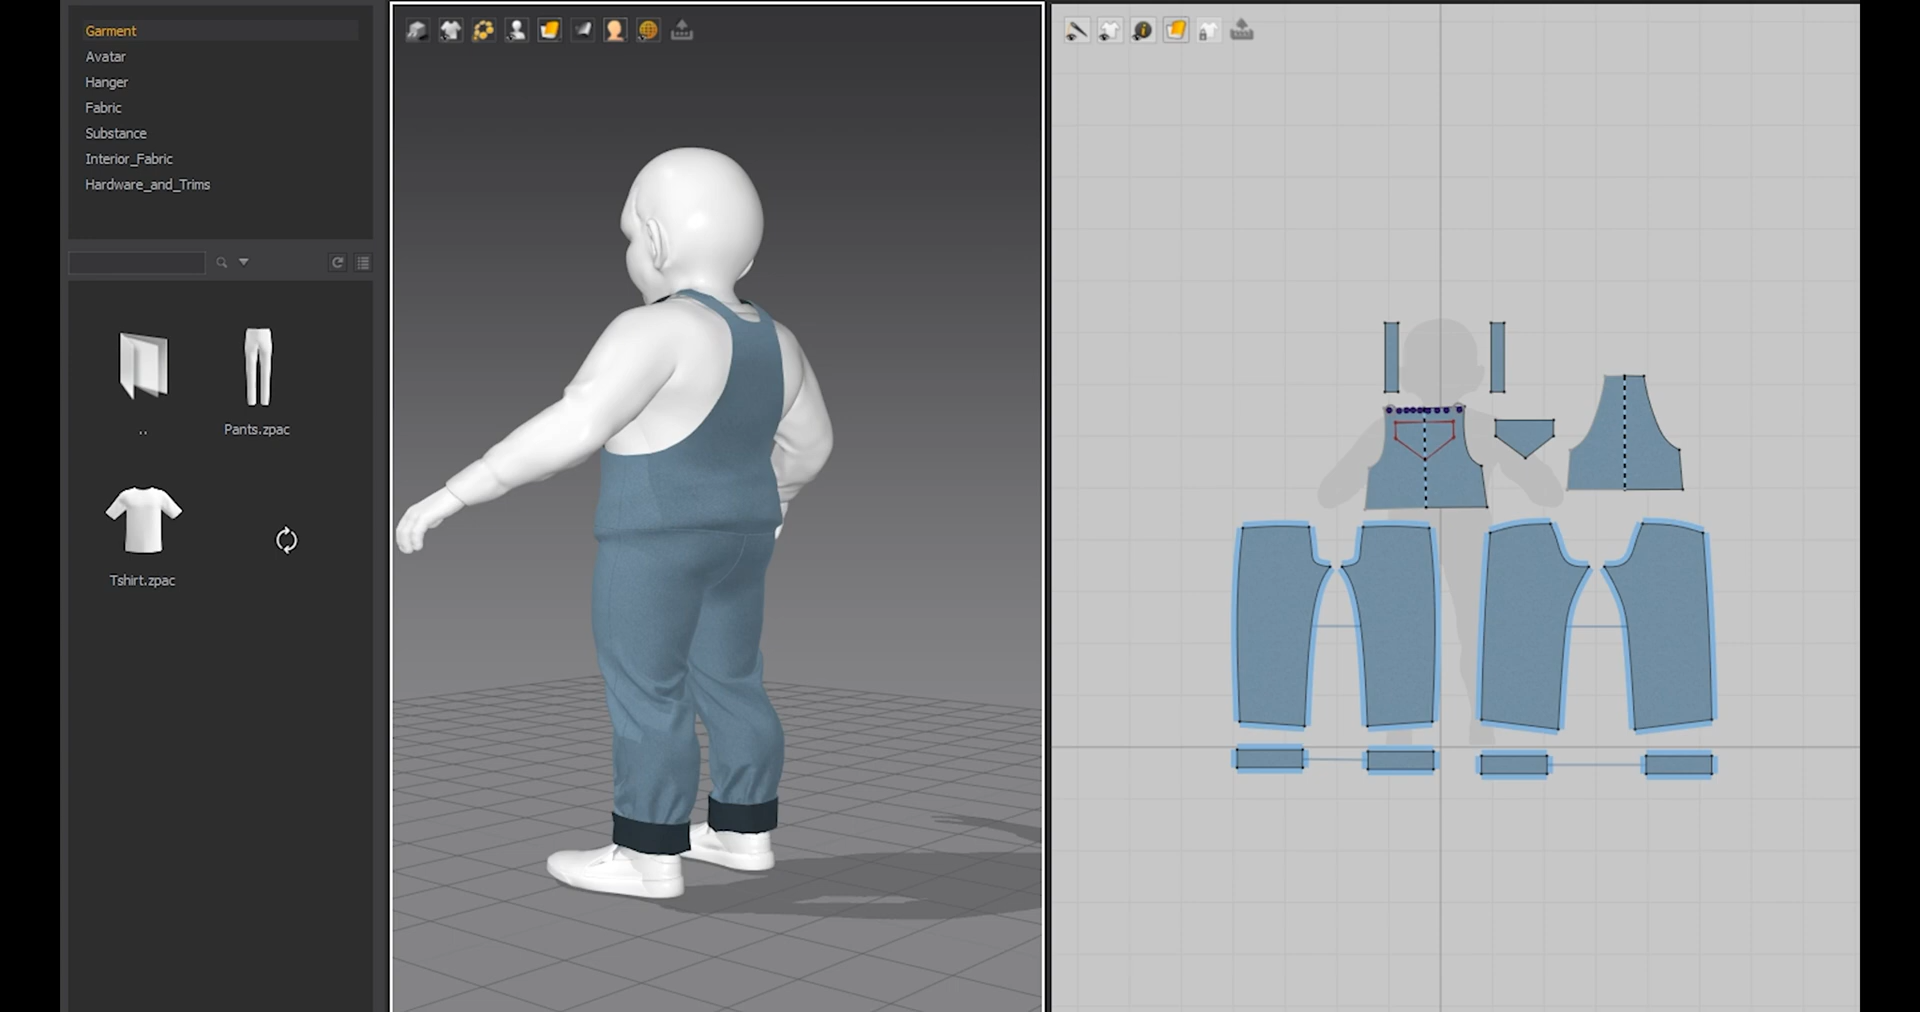 Garment
Avatar
Hanger
Fabric
Substance
Interior_Fabric
Hardware_and_Trims
..
Pants.zpac
Tshirt.zpac